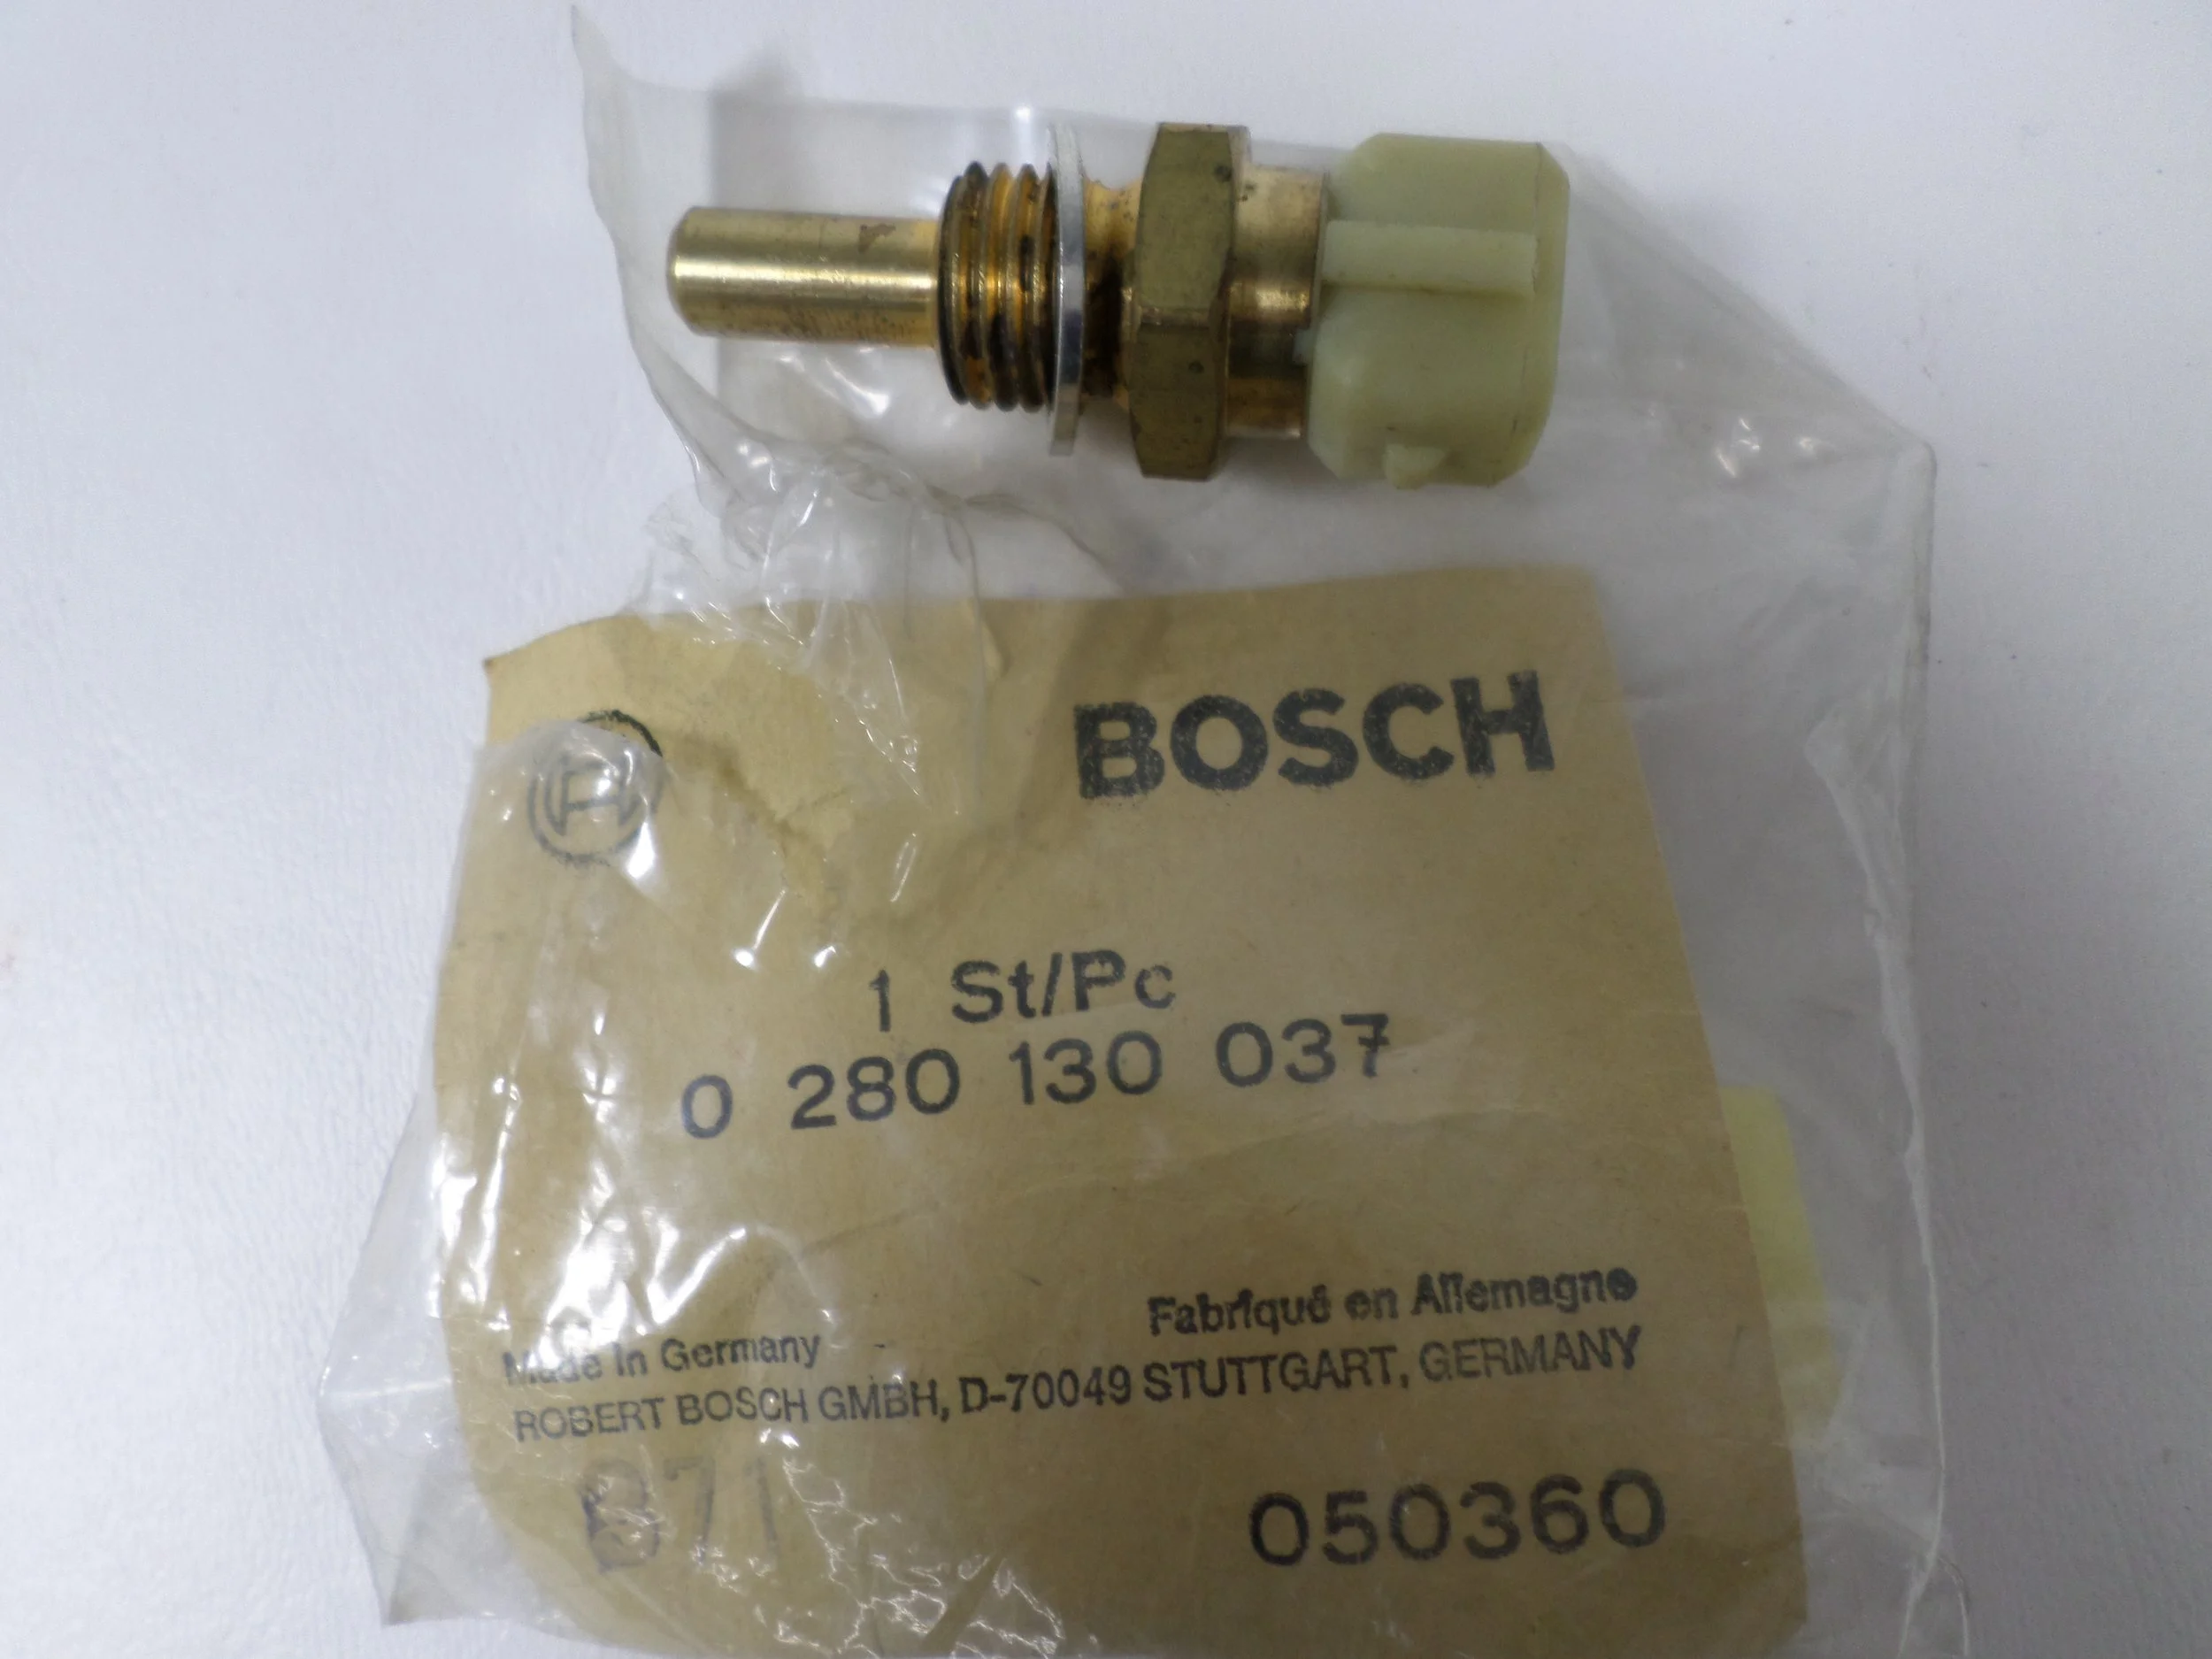 BOSCH
1 St/Pc
0 280 130 037
Fabriqué en Allemagne
Made in Germany
ROBERT BOSCH GMBH, D-70049 STUTTGART, GERMANY
871
050360